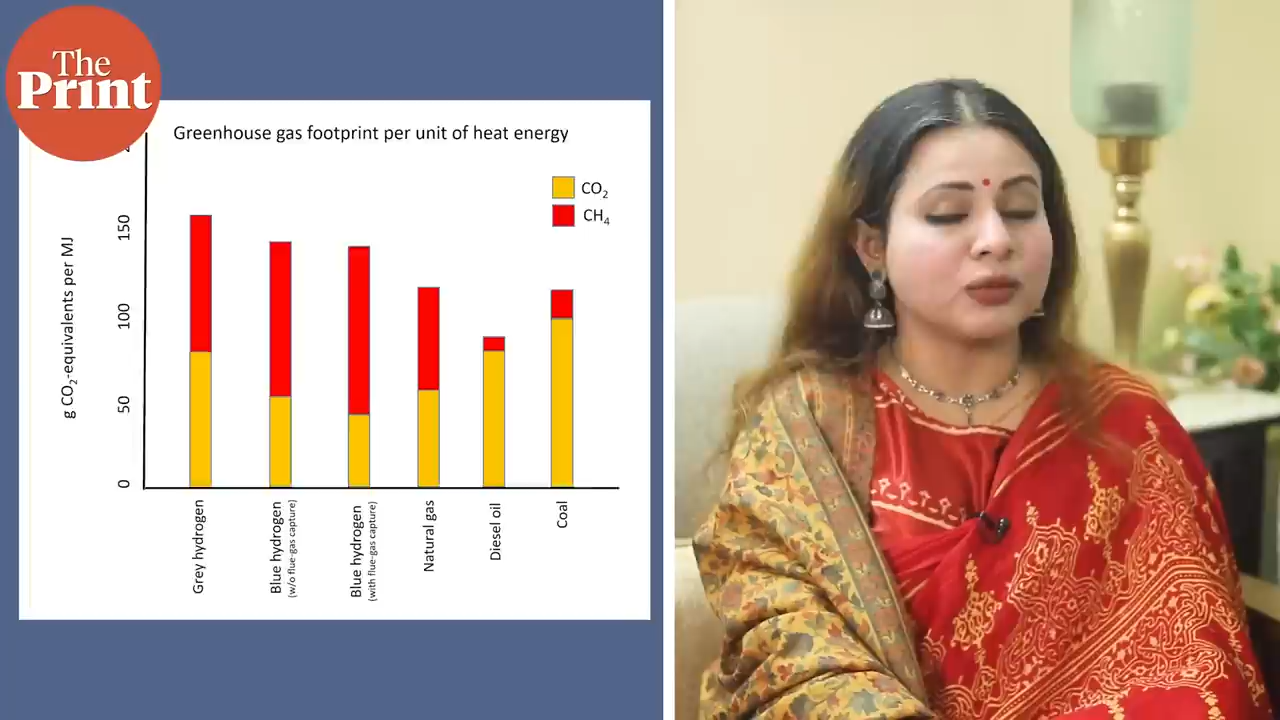 The
Print
Greenhouse gas footprint per unit of heat energy
CO₂
CH₄
g CO₂-equivalents per MJ
150
100
50
0
Grey hydrogen
Blue hydrogen
(w/o flue-gas capture)
Blue hydrogen
(with flue-gas capture)
Natural gas
Diesel oil
Coal